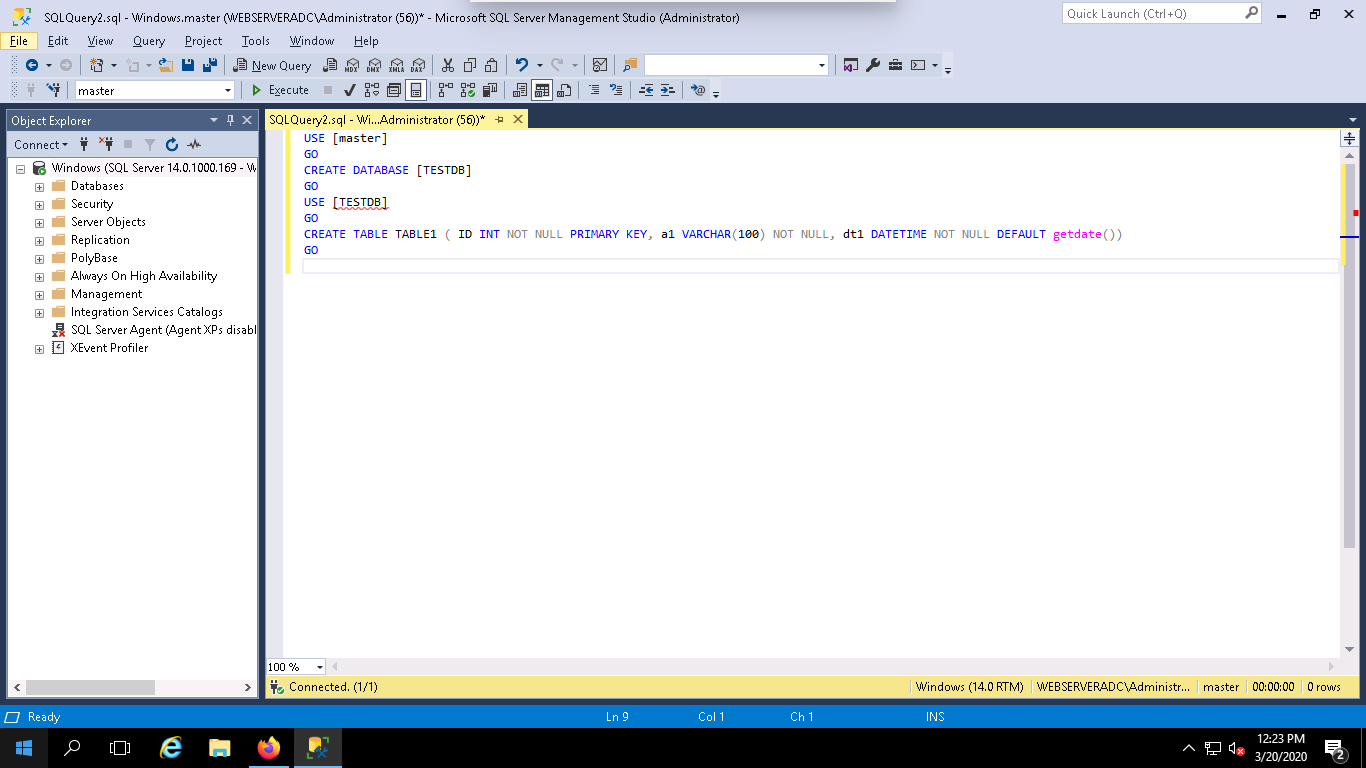 SQLQuery2.sql - Windows.master (WEBSERVERADC\Administrator (56))* - Microsoft SQL Server Management Studio (Administrator)
Quick Launch (Ctrl+Q)
File Edit View Query Project Tools Window Help
New Query MDX DMX XMLA DAX
master Execute
Object Explorer
Connect
Windows (SQL Server 14.0.1000.169 - W
Databases
Security
Server Objects
Replication
PolyBase
Always On High Availability
Management
Integration Services Catalogs
SQL Server Agent (Agent XPs disabl
XEvent Profiler
SQLQuery2.sql - Wi...Administrator (56))*
USE [master]
GO
CREATE DATABASE [TESTDB]
GO
USE [TESTDB]
GO
CREATE TABLE TABLE1 ( ID INT NOT NULL PRIMARY KEY, a1 VARCHAR(100) NOT NULL, dt1 DATETIME NOT NULL DEFAULT getdate())
GO
100 %
Connected. (1/1) Windows (14.0 RTM) WEBSERVERADC\Administr... master 00:00:00 0 rows
Ready Ln 9 Col 1 Ch 1 INS
12:23 PM
3/20/2020
2